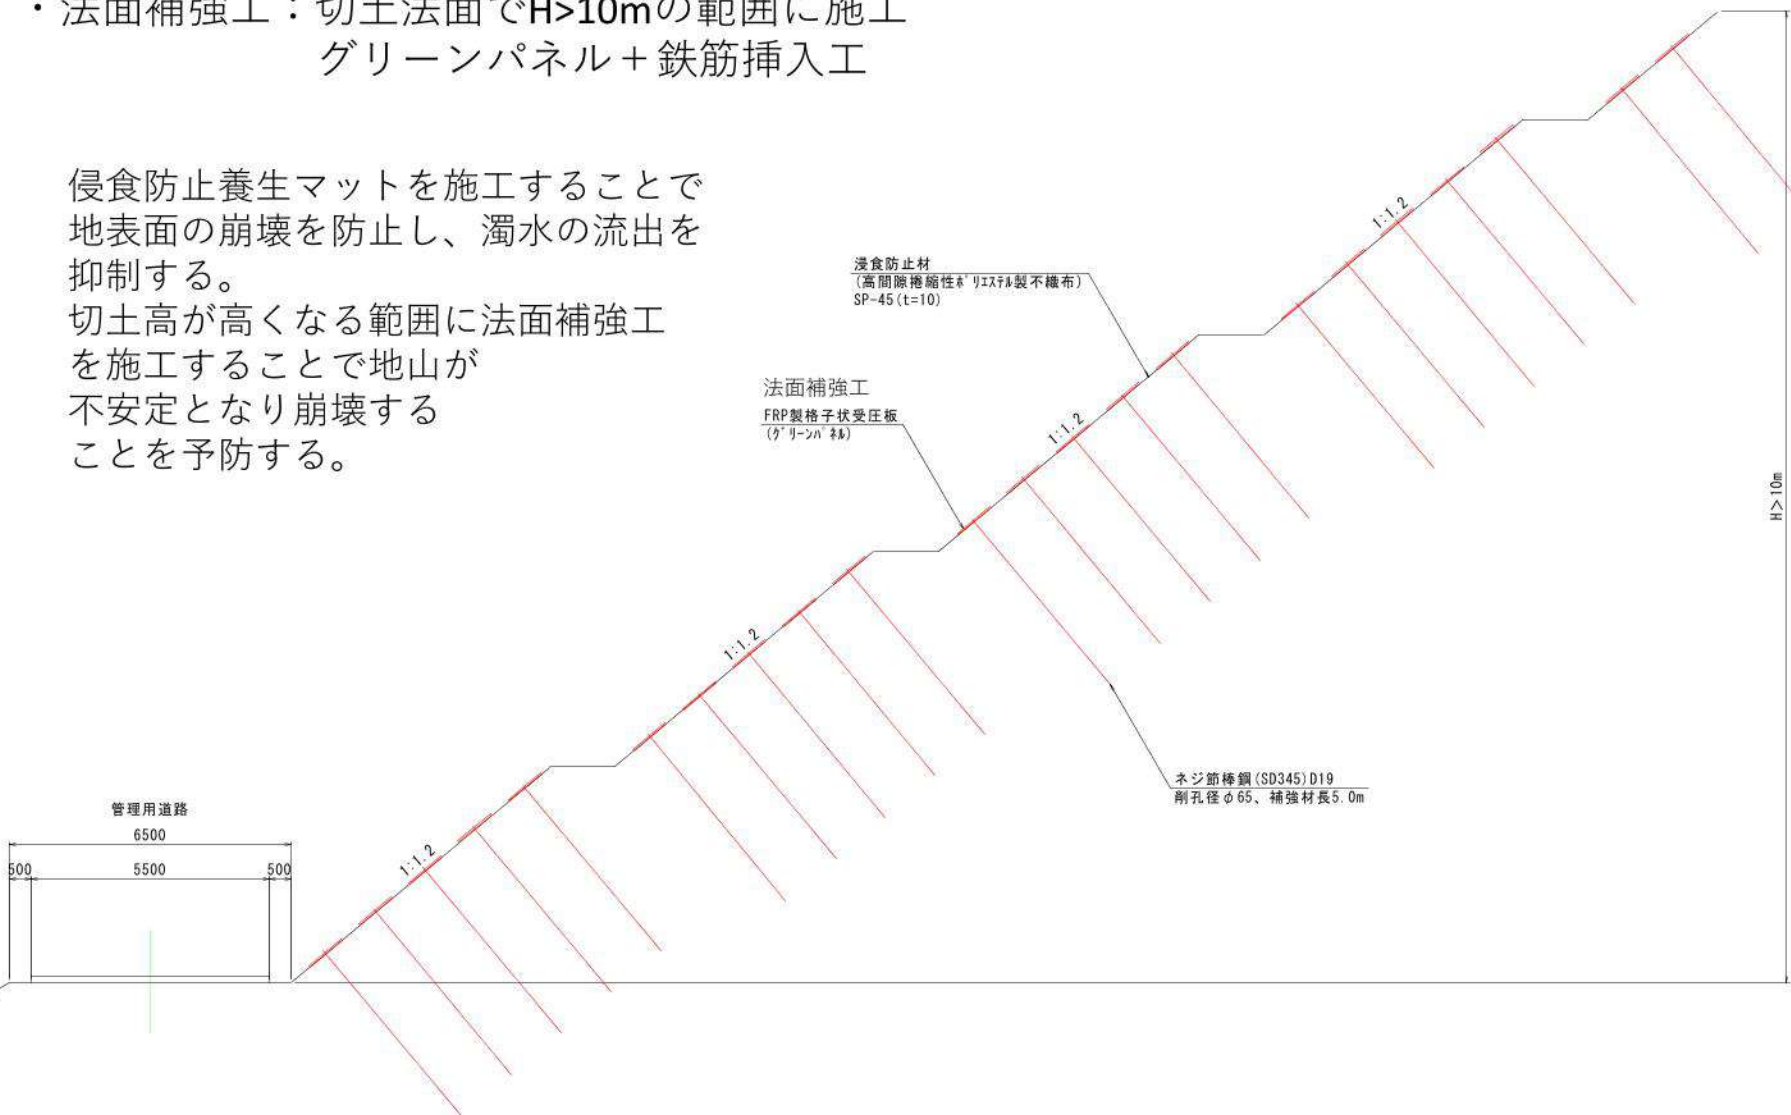 ・法面補強工：切土法面でH>10mの範囲に施工
グリーンパネル＋鉄筋挿入工
侵食防止養生マットを施工することで
地表面の崩壊を防止し、濁水の流出を
抑制する。
切土高が高くなる範囲に法面補強工
を施工することで地山が
不安定となり崩壊する
ことを予防する。
浸食防止材
(高間隙捲縮性ﾎﾟﾘｴｽﾃﾙ製不織布)
SP-45(t=10)
法面補強工
FRP製格子状受圧板
(ｸﾞﾘｰﾝﾊﾟﾈﾙ)
1:1.2
1:1.2
1:1.2
1:1.2
H>10m
ネジ節棒鋼(SD345)D19
削孔径φ65、補強材長5.0m
管理用道路
6500
500
5500
500